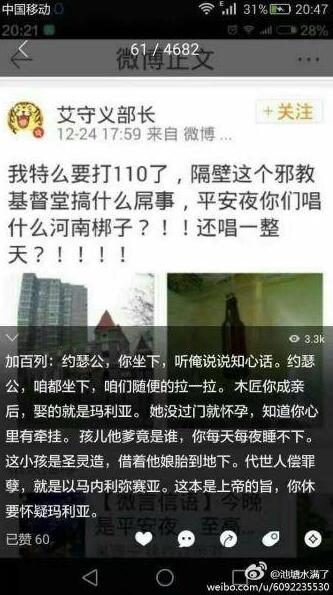 中国移动
31% 20:47
20:21
28%
61 / 4682
微博正文
艾守义部长
+关注
12-24 17:59 来自 微博...
我特么要打110了，隔壁这个邪教
基督堂搞什么屌事，平安夜你们唱
什么河南梆子？！！还唱一整
天？！！！！
3.3k
加百列：约瑟公，你坐下，听俺说说知心话。约瑟
公，咱都坐下，咱们随便的拉一拉。木匠你成亲
后，娶的就是玛利亚。她没过门就怀孕，知道你心
里有牵挂。孩儿他爹竟是谁，你每天每夜睡不下。
这小孩是圣灵造，借着他娘胎到地下。代世人偿罪
孽，就是以马内利弥赛亚。这本是上帝的旨，你休
要怀疑玛利亚。
【微言信语】今晚
是平安夜，至高
已赞 60
@池塘水满了
weibo.com/u/6092235530